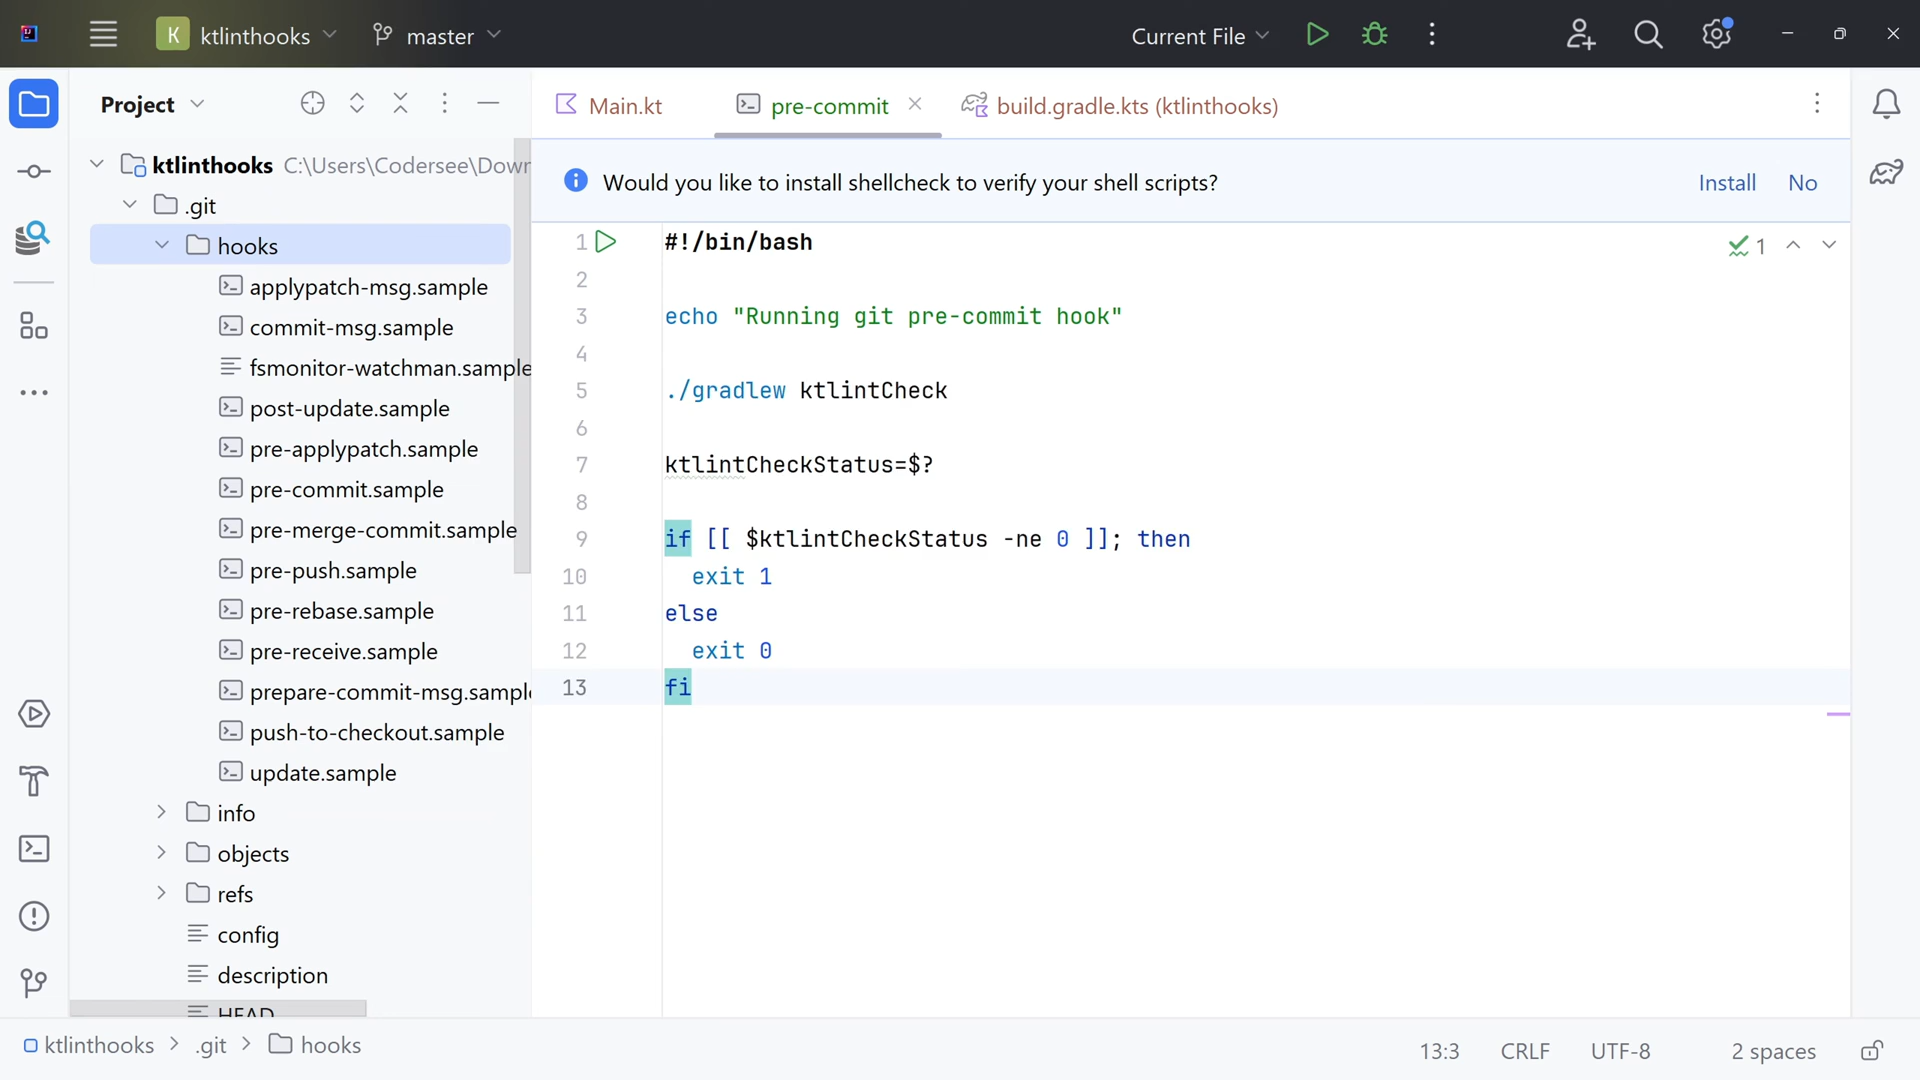 K ktlinthooks master Current File
Project
Main.kt pre-commit build.gradle.kts (ktlinthooks)
ktlinthooks C:\Users\Codersee\Dow
.git
hooks
applypatch-msg.sample
commit-msg.sample
fsmonitor-watchman.sample
post-update.sample
pre-applypatch.sample
pre-commit.sample
pre-merge-commit.sample
pre-push.sample
pre-rebase.sample
pre-receive.sample
prepare-commit-msg.sampl
push-to-checkout.sample
update.sample
info
objects
refs
config
description
HEAD
Would you like to install shellcheck to verify your shell scripts? Install No
1 #!/bin/bash
2
3 echo "Running git pre-commit hook"
4
5 ./gradlew ktlintCheck
6
7 ktlintCheckStatus=$?
8
9 if [[ $ktlintCheckStatus -ne 0 ]]; then
10 exit 1
11 else
12 exit 0
13 fi
1
ktlinthooks > .git > hooks
13:3 CRLF UTF-8 2 spaces